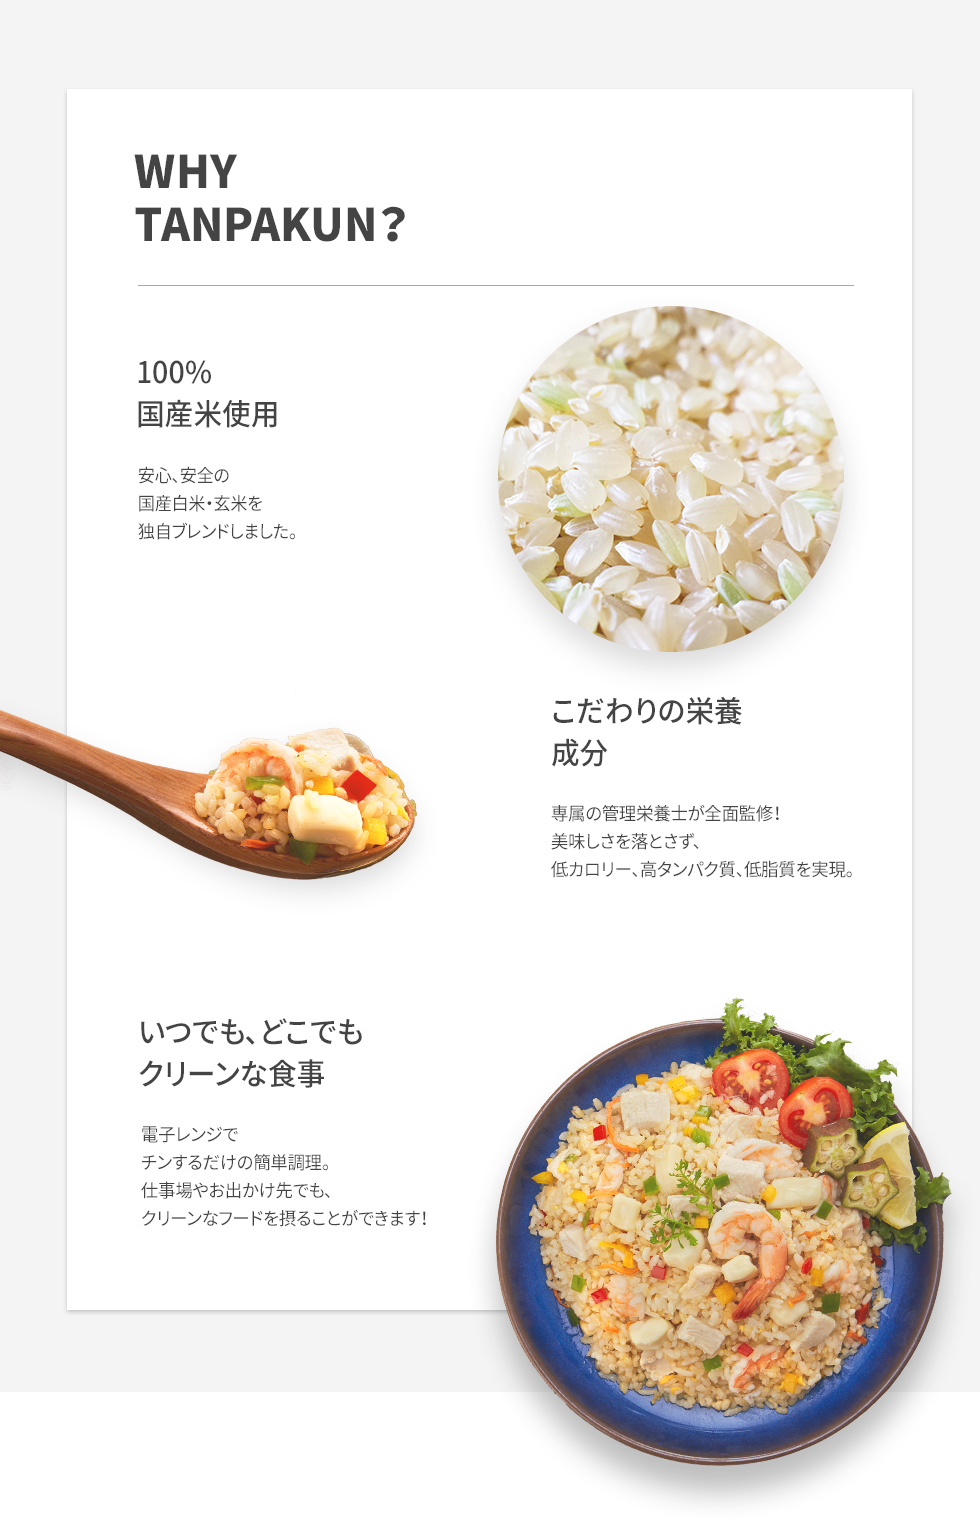 WHY
TANPAKUN?
100%
国産米使用
安心、安全の
国産白米・玄米を
独自ブレンドしました。
こだわりの栄養
成分
専属の管理栄養士が全面監修！
美味しさを落とさず、
低カロリー、高タンパク質、低脂質を実現。
いつでも、どこでも
クリーンな食事
電子レンジで
チンするだけの簡単調理。
仕事場やお出かけ先でも、
クリーンなフードを摂ることができます！